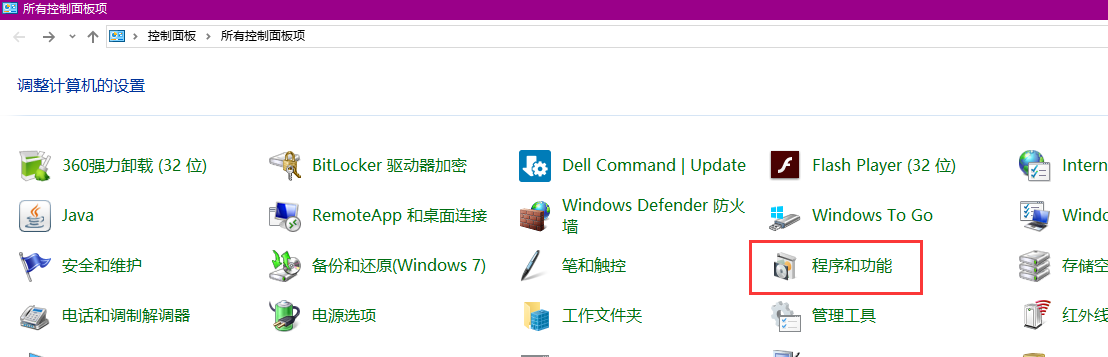 所有控制面板项
控制面板 所有控制面板项
调整计算机的设置
360强力卸载 (32 位) BitLocker 驱动器加密 Dell Command | Update Flash Player (32 位) Intern
Java RemoteApp 和桌面连接 Windows Defender 防火 Windows To Go Windo
墙
安全和维护 备份和还原(Windows 7) 笔和触控 程序和功能 存储空
电话和调制解调器 电源选项 工作文件夹 管理工具 红外线